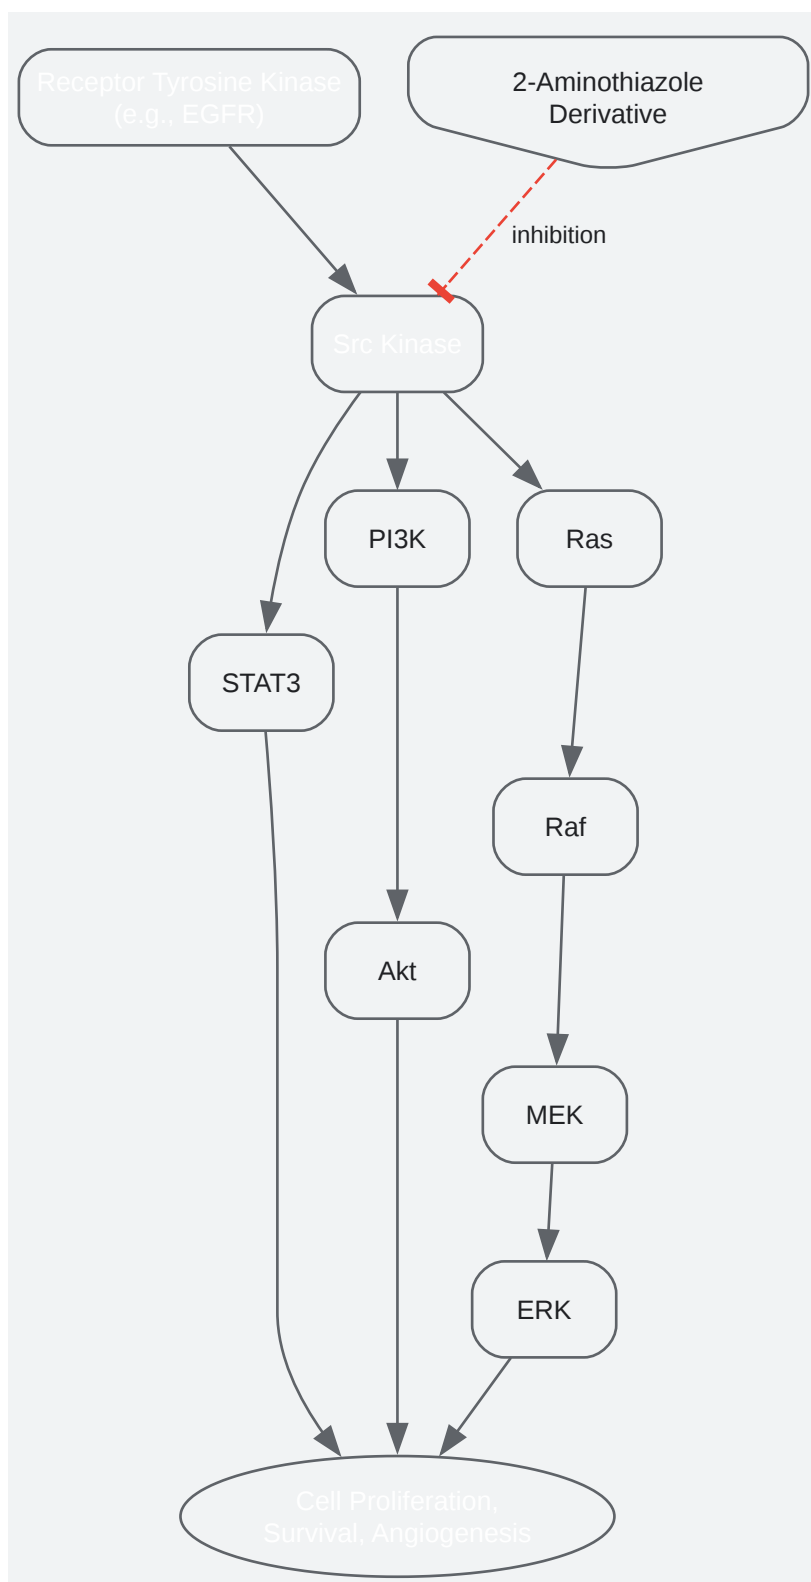 Receptor Tyrosine Kinase
(e.g., EGFR)
2-Aminothiazole
Derivative
inhibition
Src Kinase
PI3K
Ras
STAT3
Raf
Akt
MEK
ERK
Cell Proliferation,
Survival, Angiogenesis